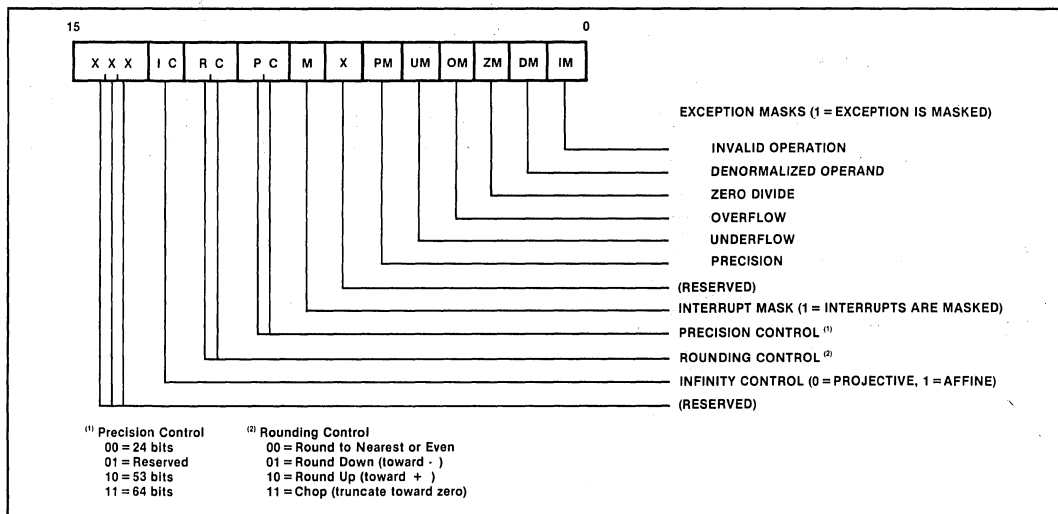 15 0
X X X I C R C P C M X PM UM OM ZM DM IM
EXCEPTION MASKS (1 = EXCEPTION IS MASKED)
INVALID OPERATION
DENORMALIZED OPERAND
ZERO DIVIDE
OVERFLOW
UNDERFLOW
PRECISION
(RESERVED)
INTERRUPT MASK (1 = INTERRUPTS ARE MASKED)
PRECISION CONTROL (1)
ROUNDING CONTROL (2)
INFINITY CONTROL (0 = PROJECTIVE, 1 = AFFINE)
(RESERVED)
(1) Precision Control
00 = 24 bits
01 = Reserved
10 = 53 bits
11 = 64 bits
(2) Rounding Control
00 = Round to Nearest or Even
01 = Round Down (toward - )
10 = Round Up (toward + )
11 = Chop (truncate toward zero)